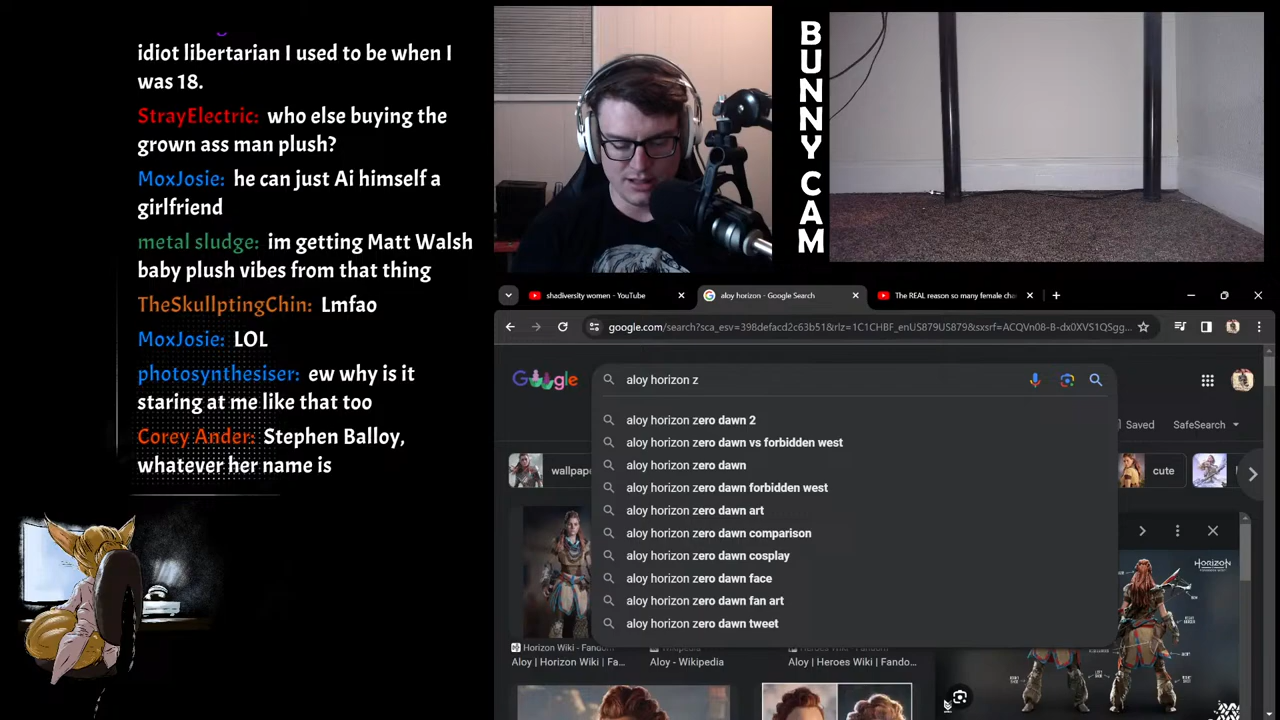 idiot libertarian I used to be when I
was 18.
StrayElectric: who else buying the
grown ass man plush?
MoxJosie: he can just Ai himself a
girlfriend
metal sludge: im getting Matt Walsh
baby plush vibes from that thing
TheSkullptingChin: Lmfao
MoxJosie: LOL
photosynthesiser: ew why is it
staring at me like that too
Corey Ander: Stephen Balloy,
whatever her name is
BUNNY CAM
shadiversity women - YouTube
aloy horizon - Google Search
The REAL reason so many female cha
google.com/search?sca_esv=398defacd2c63b51&rlz=1C1CHBF_enUS879US879&sxsrf=ACQVn08-B-dx0XVS1QSgg...
Google
aloy horizon z
aloy horizon zero dawn 2
aloy horizon zero dawn vs forbidden west
aloy horizon zero dawn
aloy horizon zero dawn forbidden west
aloy horizon zero dawn art
aloy horizon zero dawn comparison
aloy horizon zero dawn cosplay
aloy horizon zero dawn face
aloy horizon zero dawn fan art
aloy horizon zero dawn tweet
Saved
SafeSearch
wallpape
cute
HORIZON
Horizon Wiki - Fandom
Aloy | Horizon Wiki | Fa...
Wikipedia
Aloy - Wikipedia
Heroes Wiki - Fandom
Aloy | Heroes Wiki | Fando...